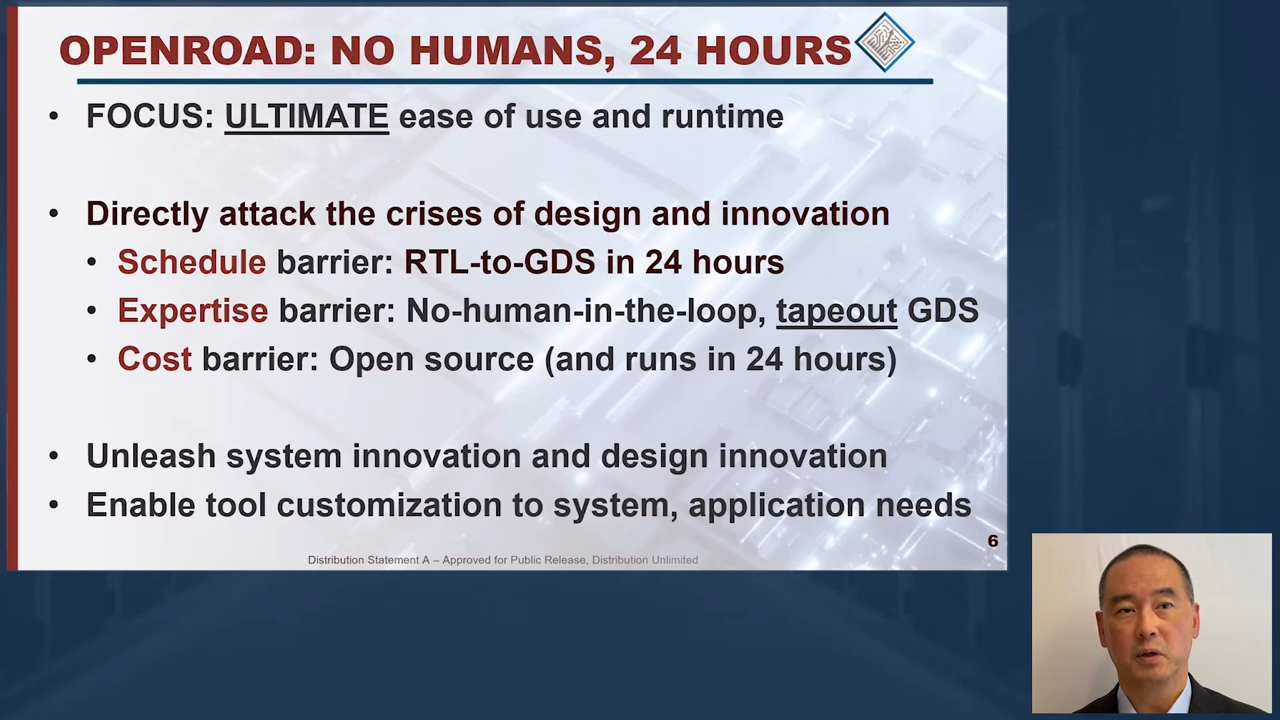 OPENROAD: NO HUMANS, 24 HOURS
• FOCUS: ULTIMATE ease of use and runtime
• Directly attack the crises of design and innovation
• Schedule barrier: RTL-to-GDS in 24 hours
• Expertise barrier: No-human-in-the-loop, tapeout GDS
• Cost barrier: Open source (and runs in 24 hours)
• Unleash system innovation and design innovation
• Enable tool customization to system, application needs
6
Distribution Statement A – Approved for Public Release, Distribution Unlimited